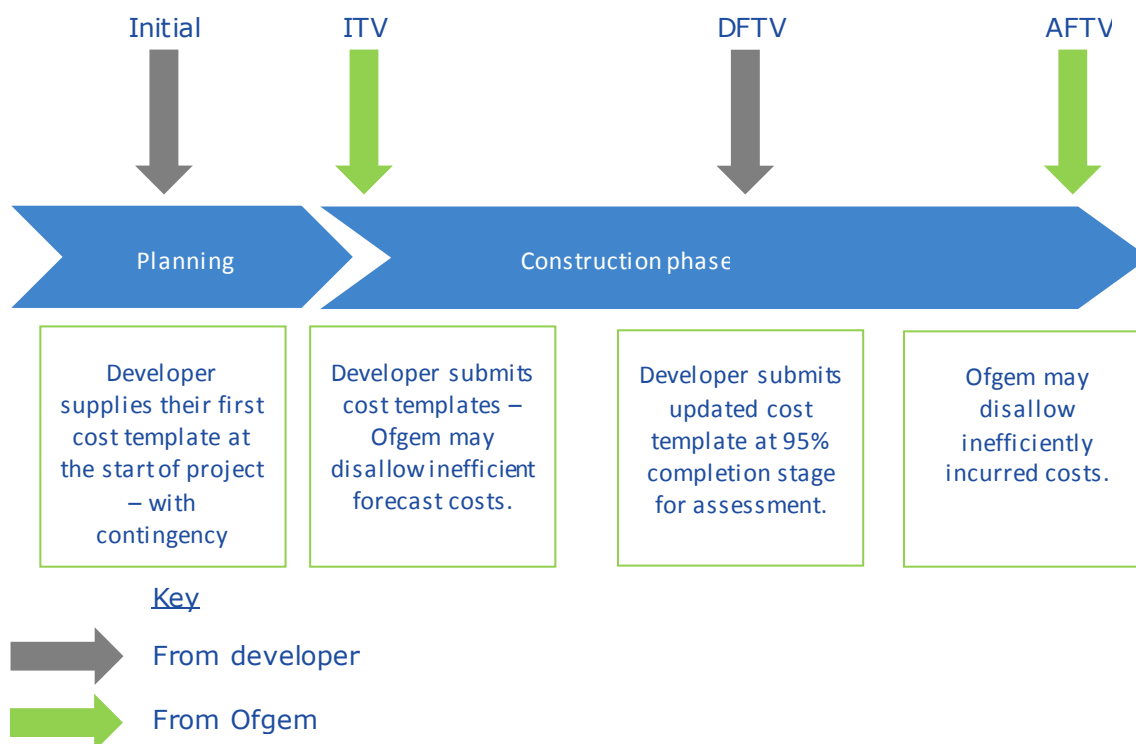 Initial
ITV
DFTV
AFTV
Planning
Construction phase
Developer
supplies their first
cost template at
the start of project
– with
contingency
Developer submits
cost templates –
Ofgem may
disallow inefficient
forecast costs.
Developer submits
updated cost
template at 95%
completion stage
for assessment.
Ofgem may
disallow
inefficiently
incurred costs.
Key
From developer
From Ofgem